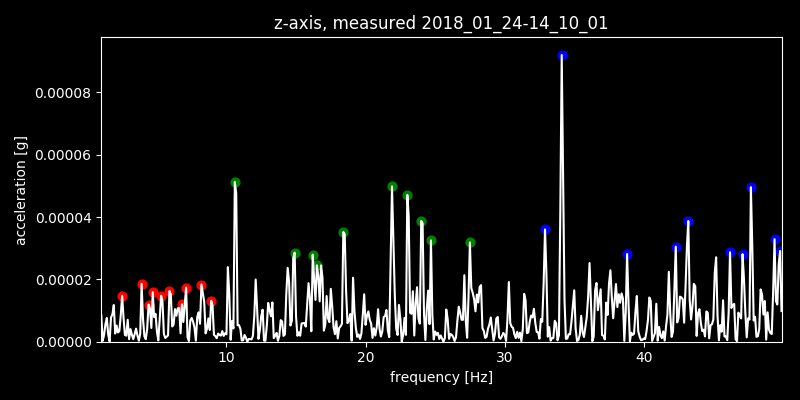 z-axis, measured 2018_01_24-14_10_01
acceleration [g]
0.00008
0.00006
0.00004
0.00002
0.00000
10 20 30 40
frequency [Hz]